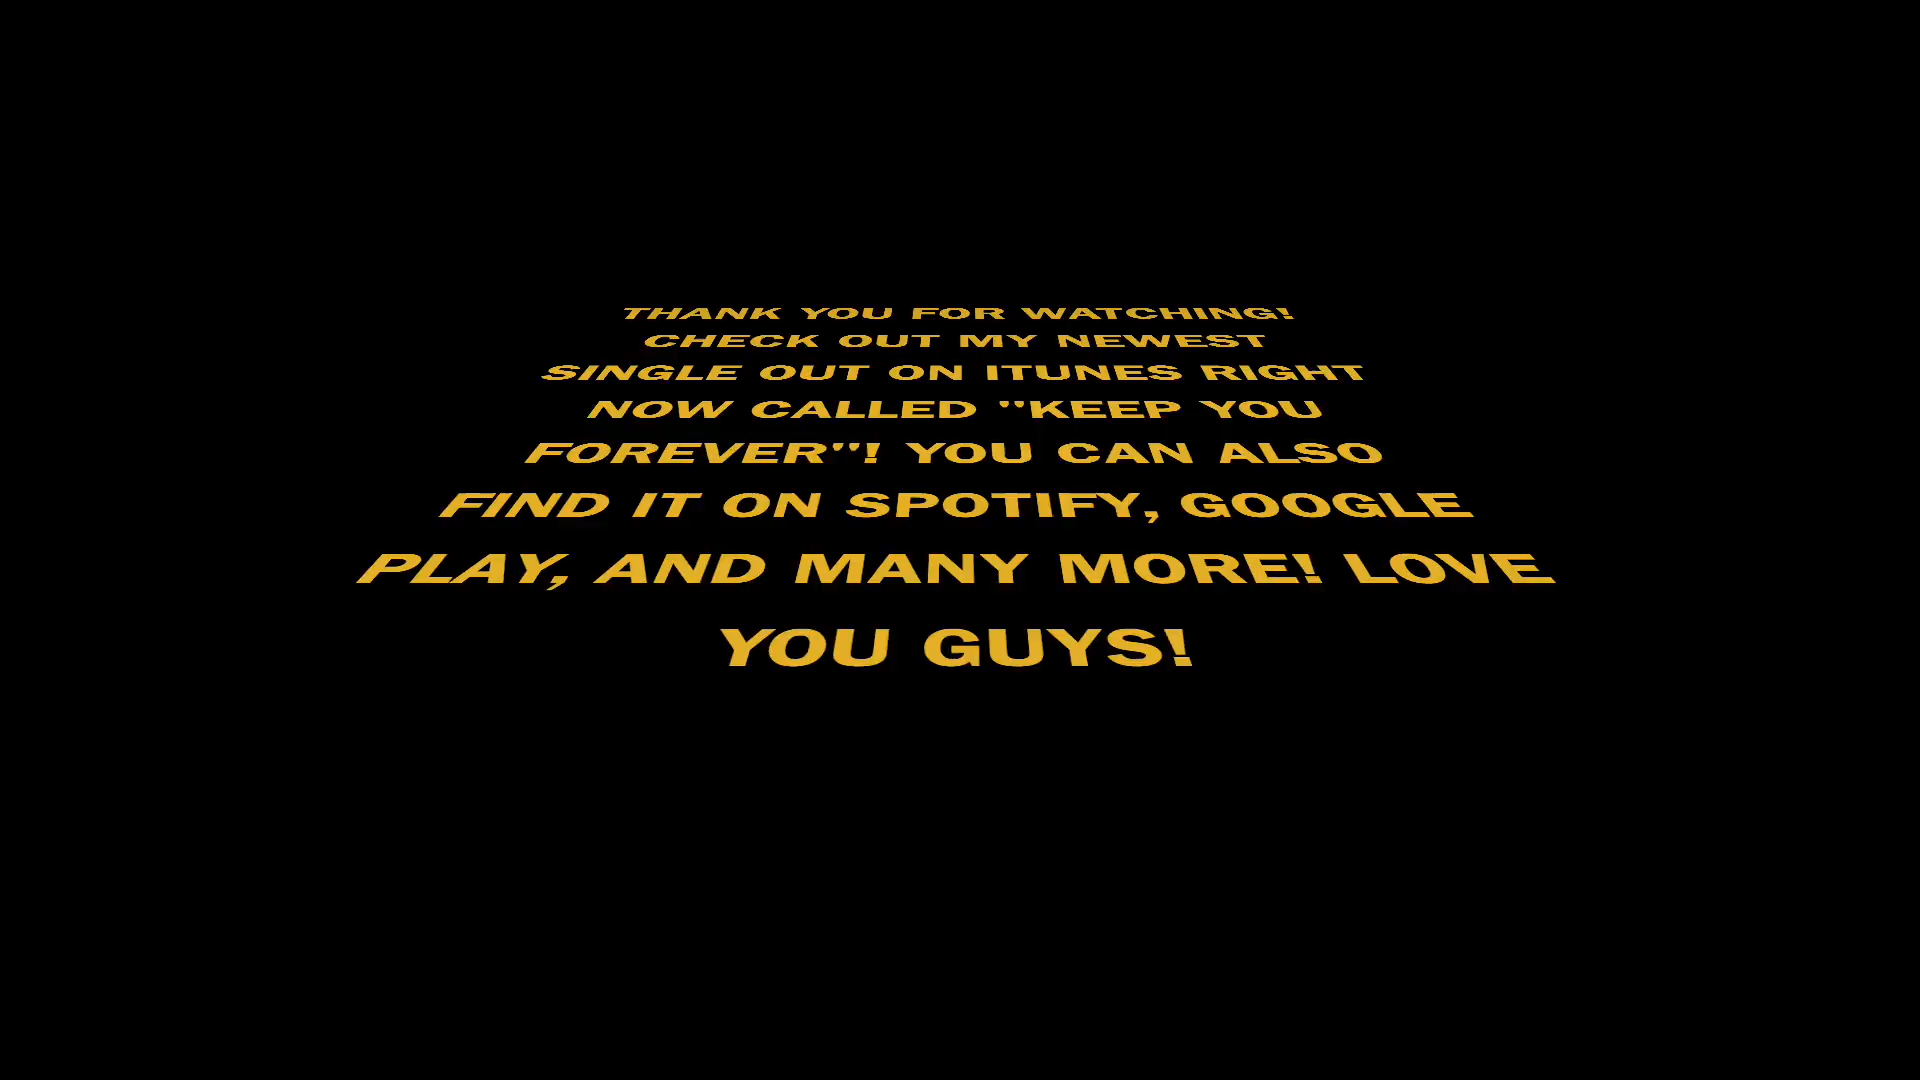 THANK YOU FOR WATCHING!
CHECK OUT MY NEWEST
SINGLE OUT ON ITUNES RIGHT
NOW CALLED "KEEP YOU
FOREVER"! YOU CAN ALSO
FIND IT ON SPOTIFY, GOOGLE
PLAY, AND MANY MORE! LOVE
YOU GUYS!